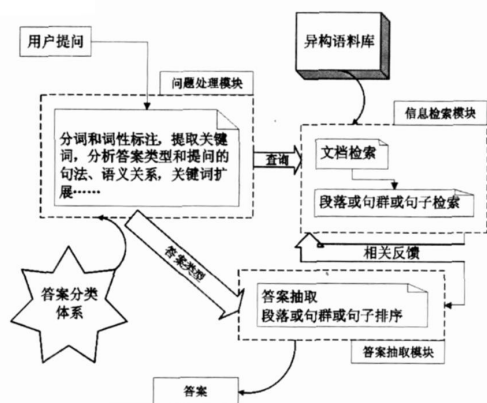 用户提问
异构语料库
问题处理模块
信息检索模块
分词和词性标注，提取关键
词，分析答案类型和提问的
句法、语义关系，关键词扩
展……
查询
文档检索
段落或句群或句子检索
答案类型
相关反馈
答案分类
体系
答案抽取
段落或句群或句子排序
答案抽取模块
答案